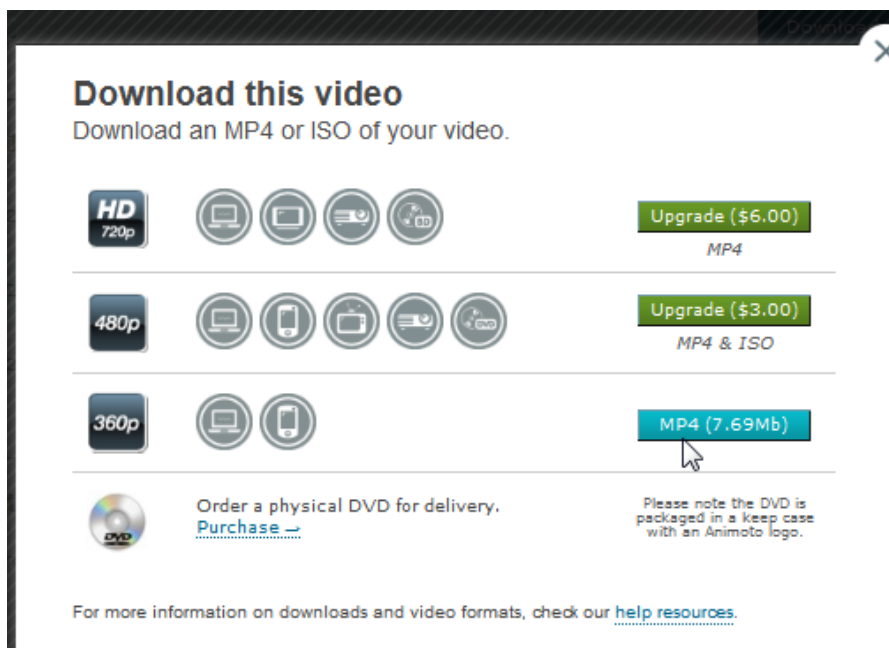 Download
Download this video
Download an MP4 or ISO of your video.
HD
720p
Upgrade ($6.00)
MP4
480p
Upgrade ($3.00)
MP4 & ISO
360p
MP4 (7.69Mb)
DVD
Order a physical DVD for delivery.
Purchase →
Please note the DVD is
packaged in a keep case
with an Animoto logo.
For more information on downloads and video formats, check our help resources.